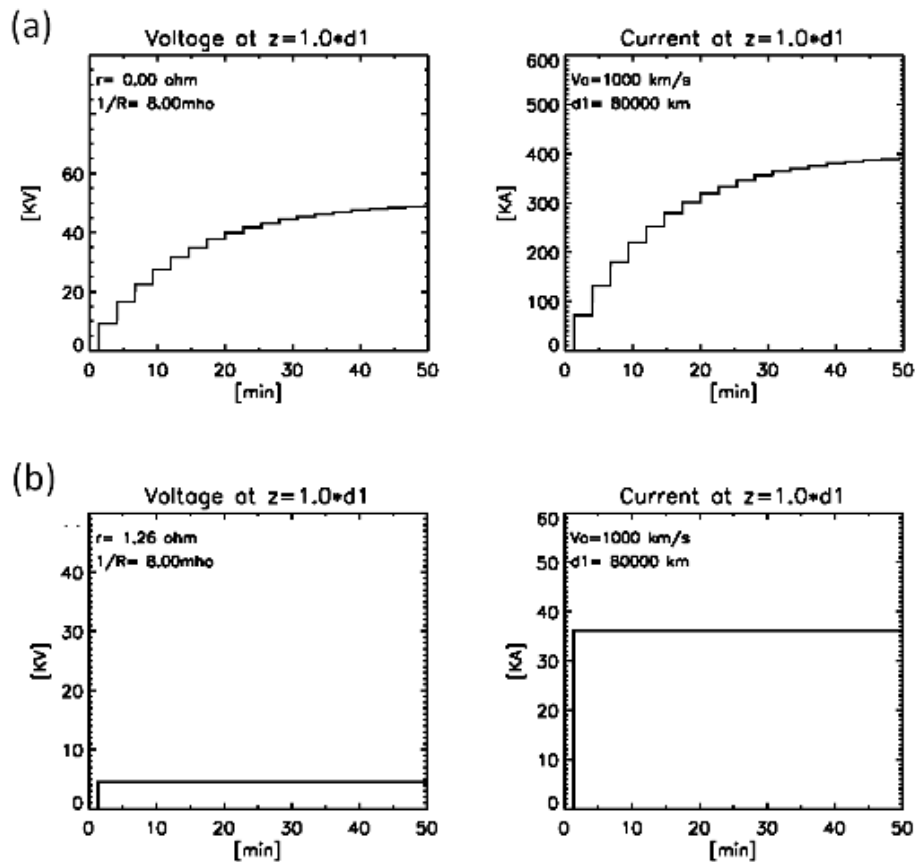 (a)
Voltage at z=1.0*d1
r= 0.00 ohm
1/R= 8.00mho
[KV]
60
40
20
0
0 10 20 30 40 50
[min]
Current at z=1.0*d1
Va=1000 km/s
d1= 80000 km
[KA]
600
500
400
300
200
100
0
0 10 20 30 40 50
[min]
(b)
Voltage at z=1.0*d1
r= 1.26 ohm
1/R= 8.00mho
[KV]
40
30
20
10
0
0 10 20 30 40 50
[min]
Current at z=1.0*d1
Va=1000 km/s
d1= 80000 km
[KA]
60
50
40
30
20
10
0
0 10 20 30 40 50
[min]